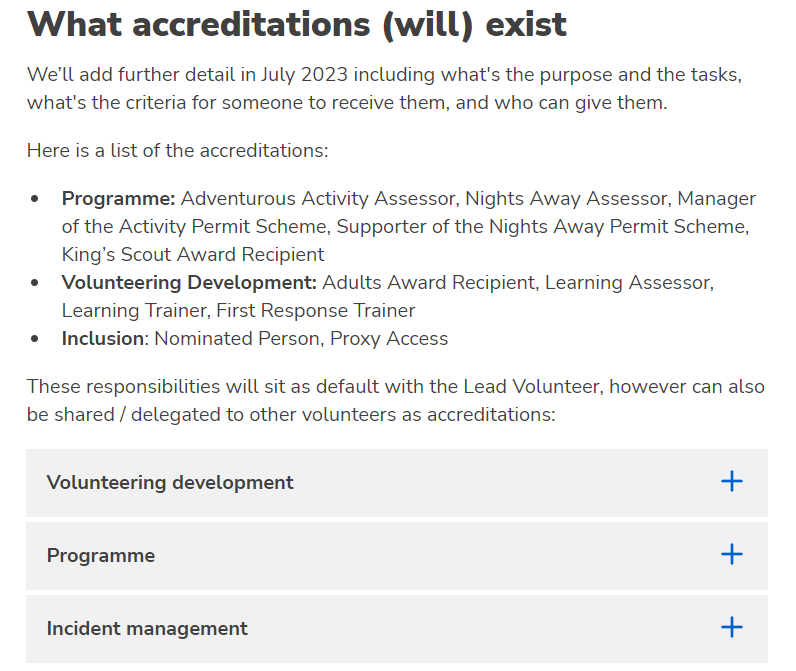 What accreditations (will) exist
We’ll add further detail in July 2023 including what's the purpose and the tasks,
what's the criteria for someone to receive them, and who can give them.
Here is a list of the accreditations:
• Programme: Adventurous Activity Assessor, Nights Away Assessor, Manager
of the Activity Permit Scheme, Supporter of the Nights Away Permit Scheme,
King’s Scout Award Recipient
• Volunteering Development: Adults Award Recipient, Learning Assessor,
Learning Trainer, First Response Trainer
• Inclusion: Nominated Person, Proxy Access
These responsibilities will sit as default with the Lead Volunteer, however can also
be shared / delegated to other volunteers as accreditations:
Volunteering development
Programme
Incident management